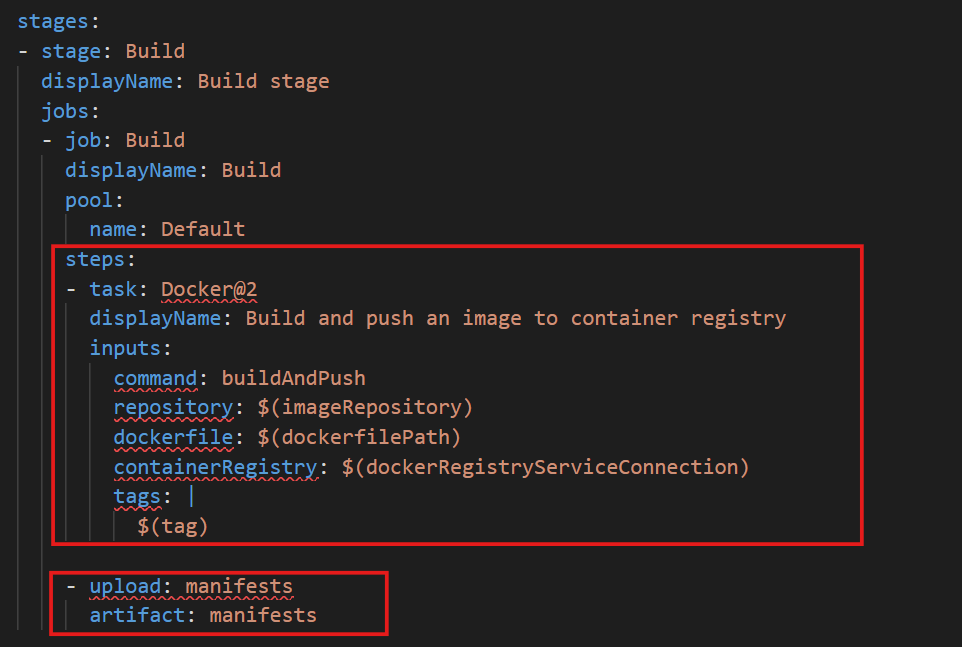 stages:
- stage: Build
  displayName: Build stage
  jobs:
  - job: Build
    displayName: Build
    pool:
      name: Default
    steps:
    - task: Docker@2
      displayName: Build and push an image to container registry
      inputs:
        command: buildAndPush
        repository: $(imageRepository)
        dockerfile: $(dockerfilePath)
        containerRegistry: $(dockerRegistryServiceConnection)
        tags: |
          $(tag)
    - upload: manifests
      artifact: manifests